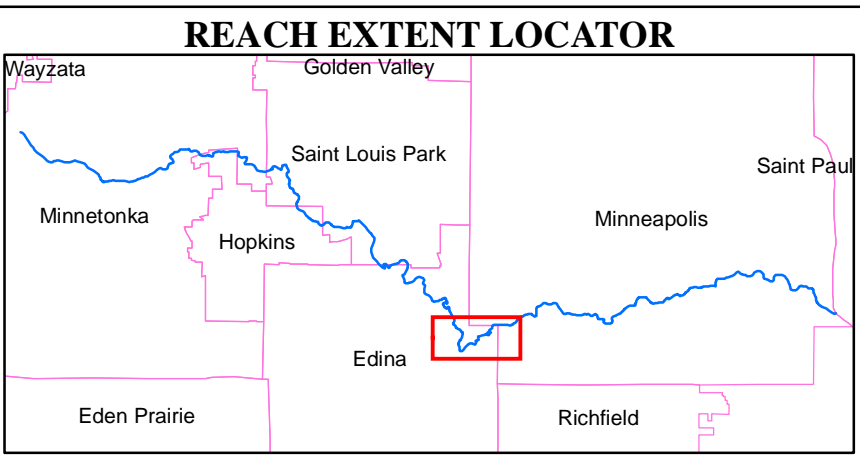 REACH EXTENT LOCATOR
Wayzata
Golden Valley
Saint Louis Park
Saint Paul
Minnetonka
Minneapolis
Hopkins
Edina
Eden Prairie
Richfield